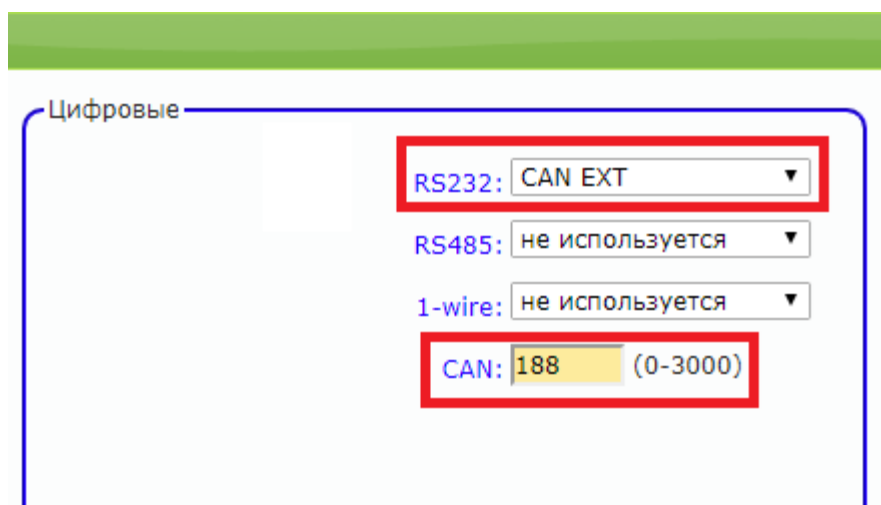 Цифровые
RS232: CAN EXT
RS485: не используется
1-wire: не используется
CAN: 188 (0-3000)